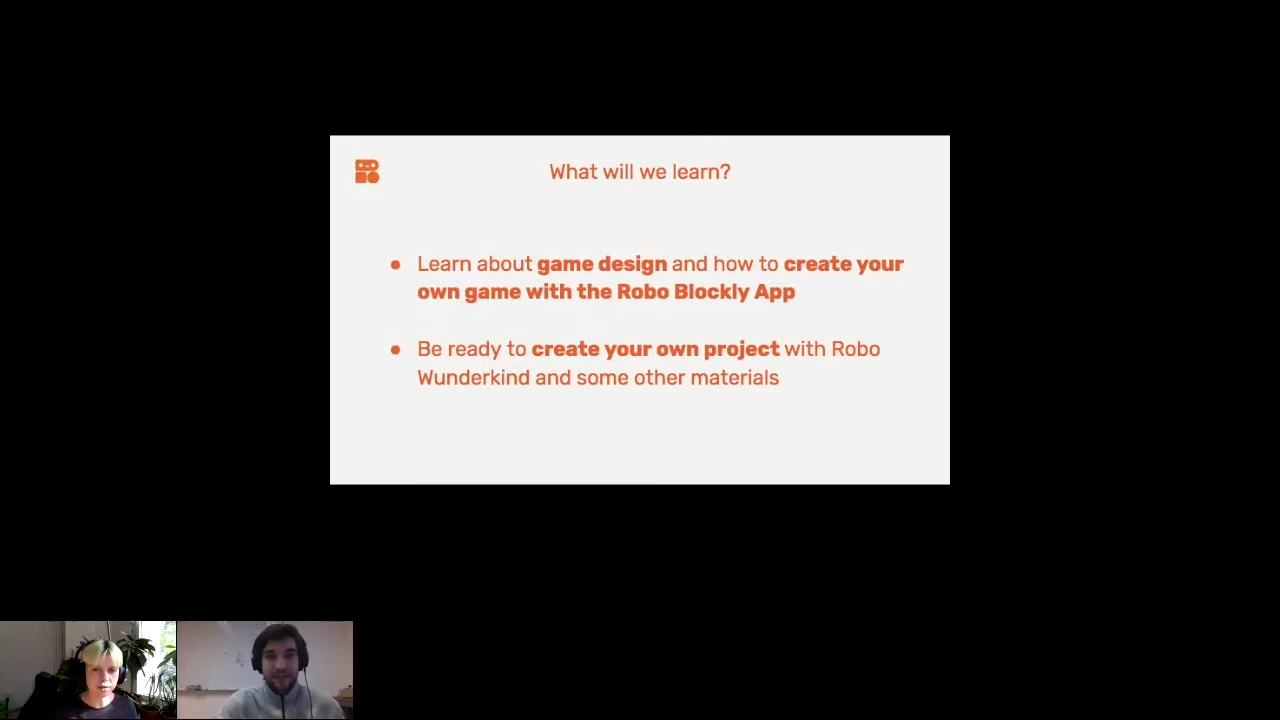 What will we learn?
● Learn about game design and how to create your
own game with the Robo Blockly App
● Be ready to create your own project with Robo
Wunderkind and some other materials